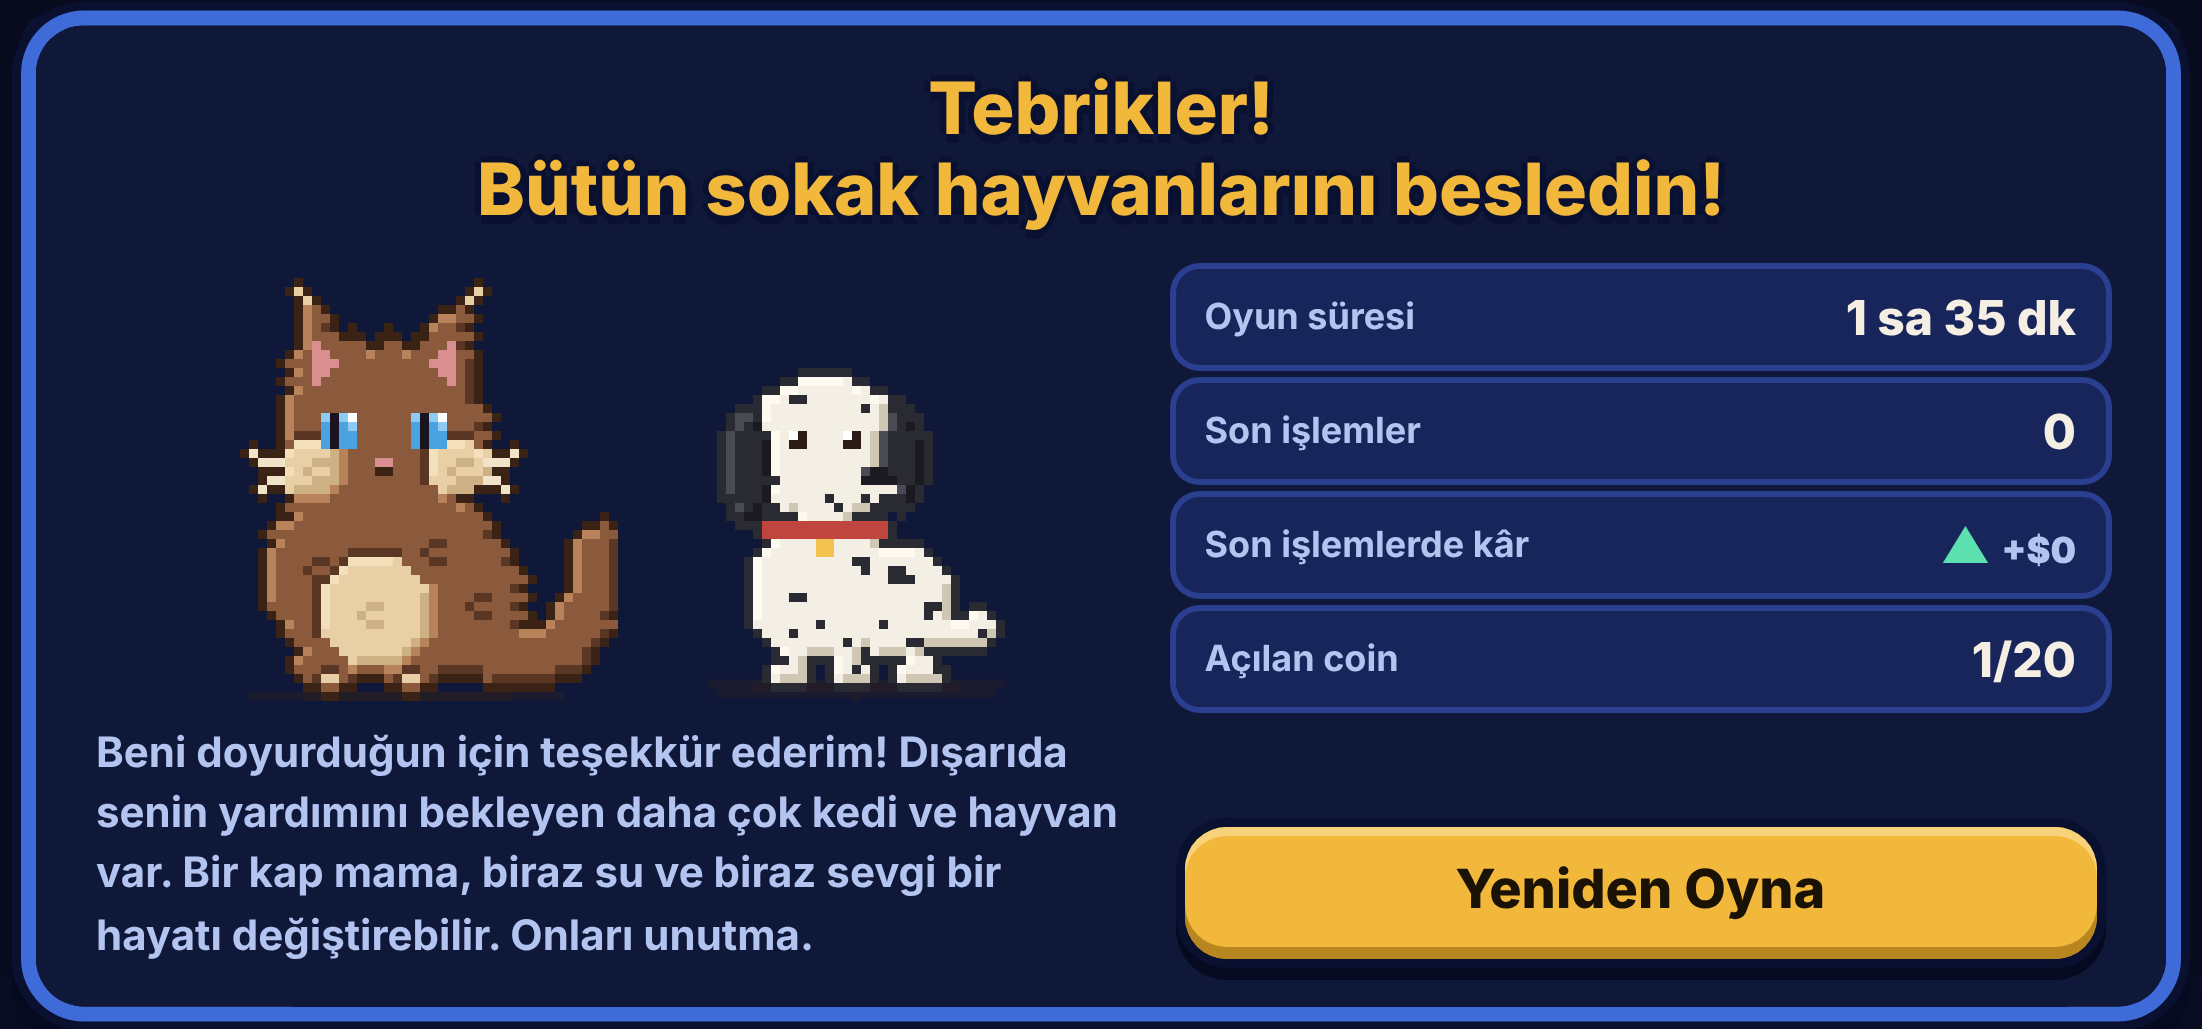 Tebrikler!
Bütün sokak hayvanlarını besledin!
Oyun süresi 1 sa 35 dk
Son işlemler 0
Son işlemlerde kâr +$0
Açılan coin 1/20
Beni doyurduğun için teşekkür ederim! Dışarıda
senin yardımını bekleyen daha çok kedi ve hayvan
var. Bir kap mama, biraz su ve biraz sevgi bir
hayatı değiştirebilir. Onları unutma.
Yeniden Oyna